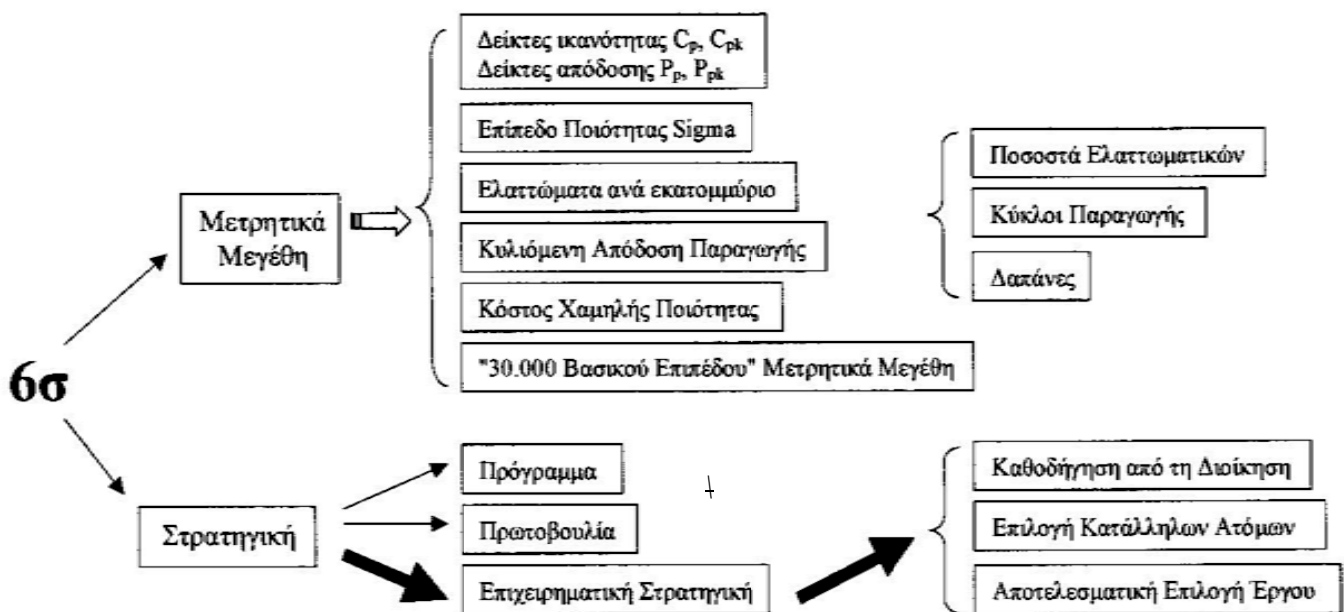 Δείκτες ικανότητας Cp, Cpk
Δείκτες απόδοσης Pp, Ppk
Επίπεδο Ποιότητας Sigma
Ελαττώματα ανά εκατομμύριο
Κυλιόμενη Απόδοση Παραγωγής
Κόστος Χαμηλής Ποιότητας
"30.000 Βασικού Επιπέδου" Μετρητικά Μεγέθη
Ποσοστά Ελαττωματικών
Κύκλοι Παραγωγής
Δαπάνες
Μετρητικά
Μεγέθη
6σ
Στρατηγική
Πρόγραμμα
Πρωτοβουλία
Επιχειρηματική Στρατηγική
Καθοδήγηση από τη Διοίκηση
Επιλογή Κατάλληλων Ατόμων
Αποτελεσματική Επιλογή Έργου